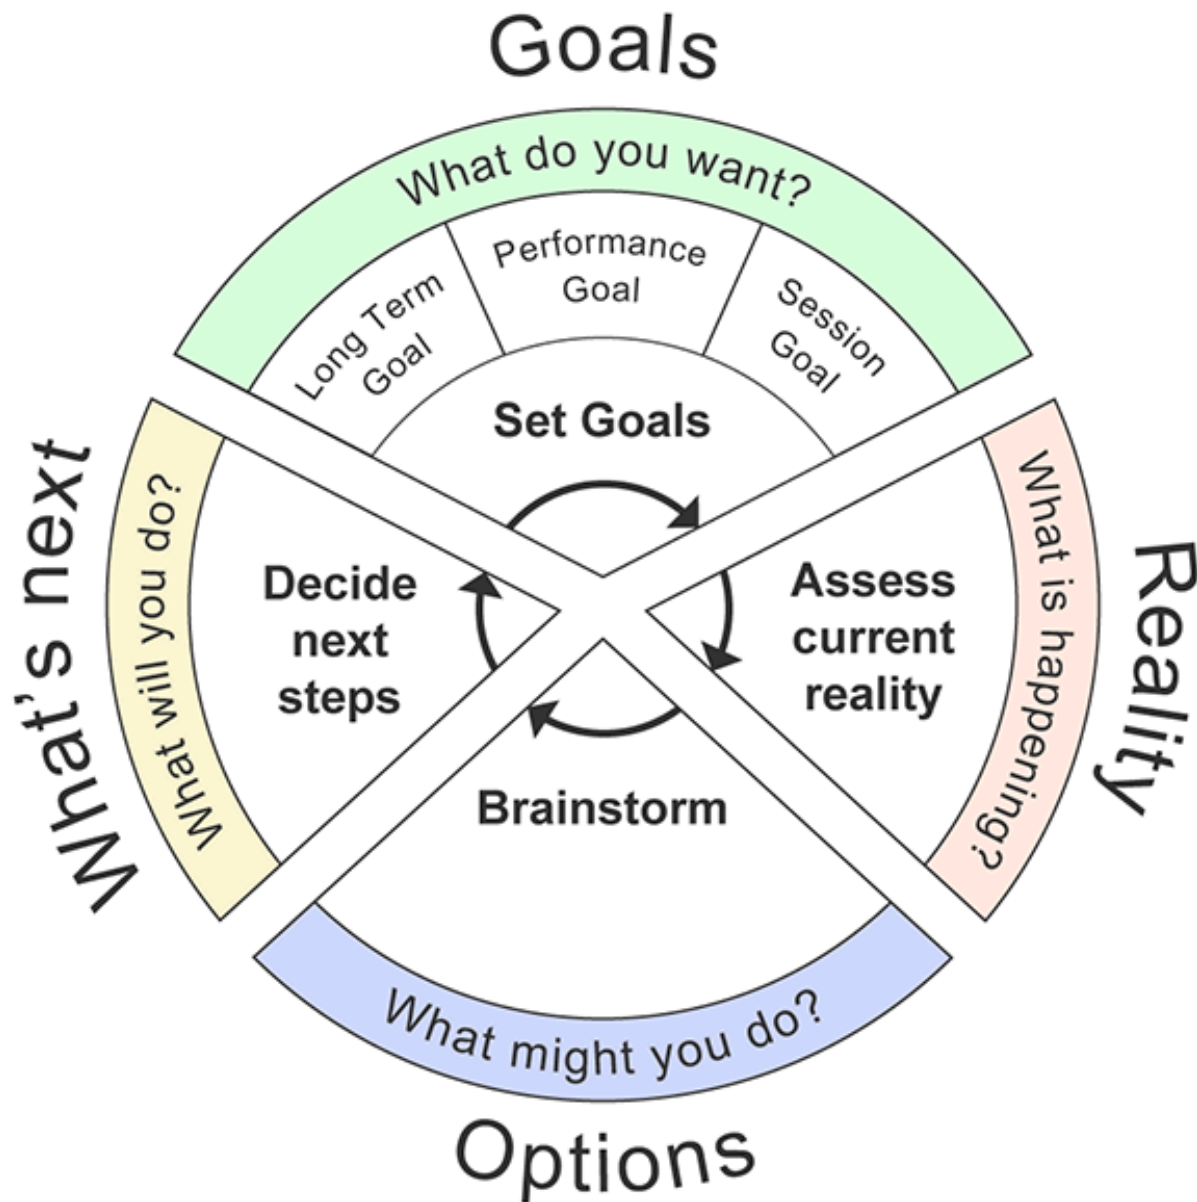 Goals
What do you want?
Long Term
Goal
Performance
Goal
Session
Goal
Set Goals
Reality
What is happening?
Assess
current
reality
Options
What might you do?
Brainstorm
What's next
What will you do?
Decide
next
steps